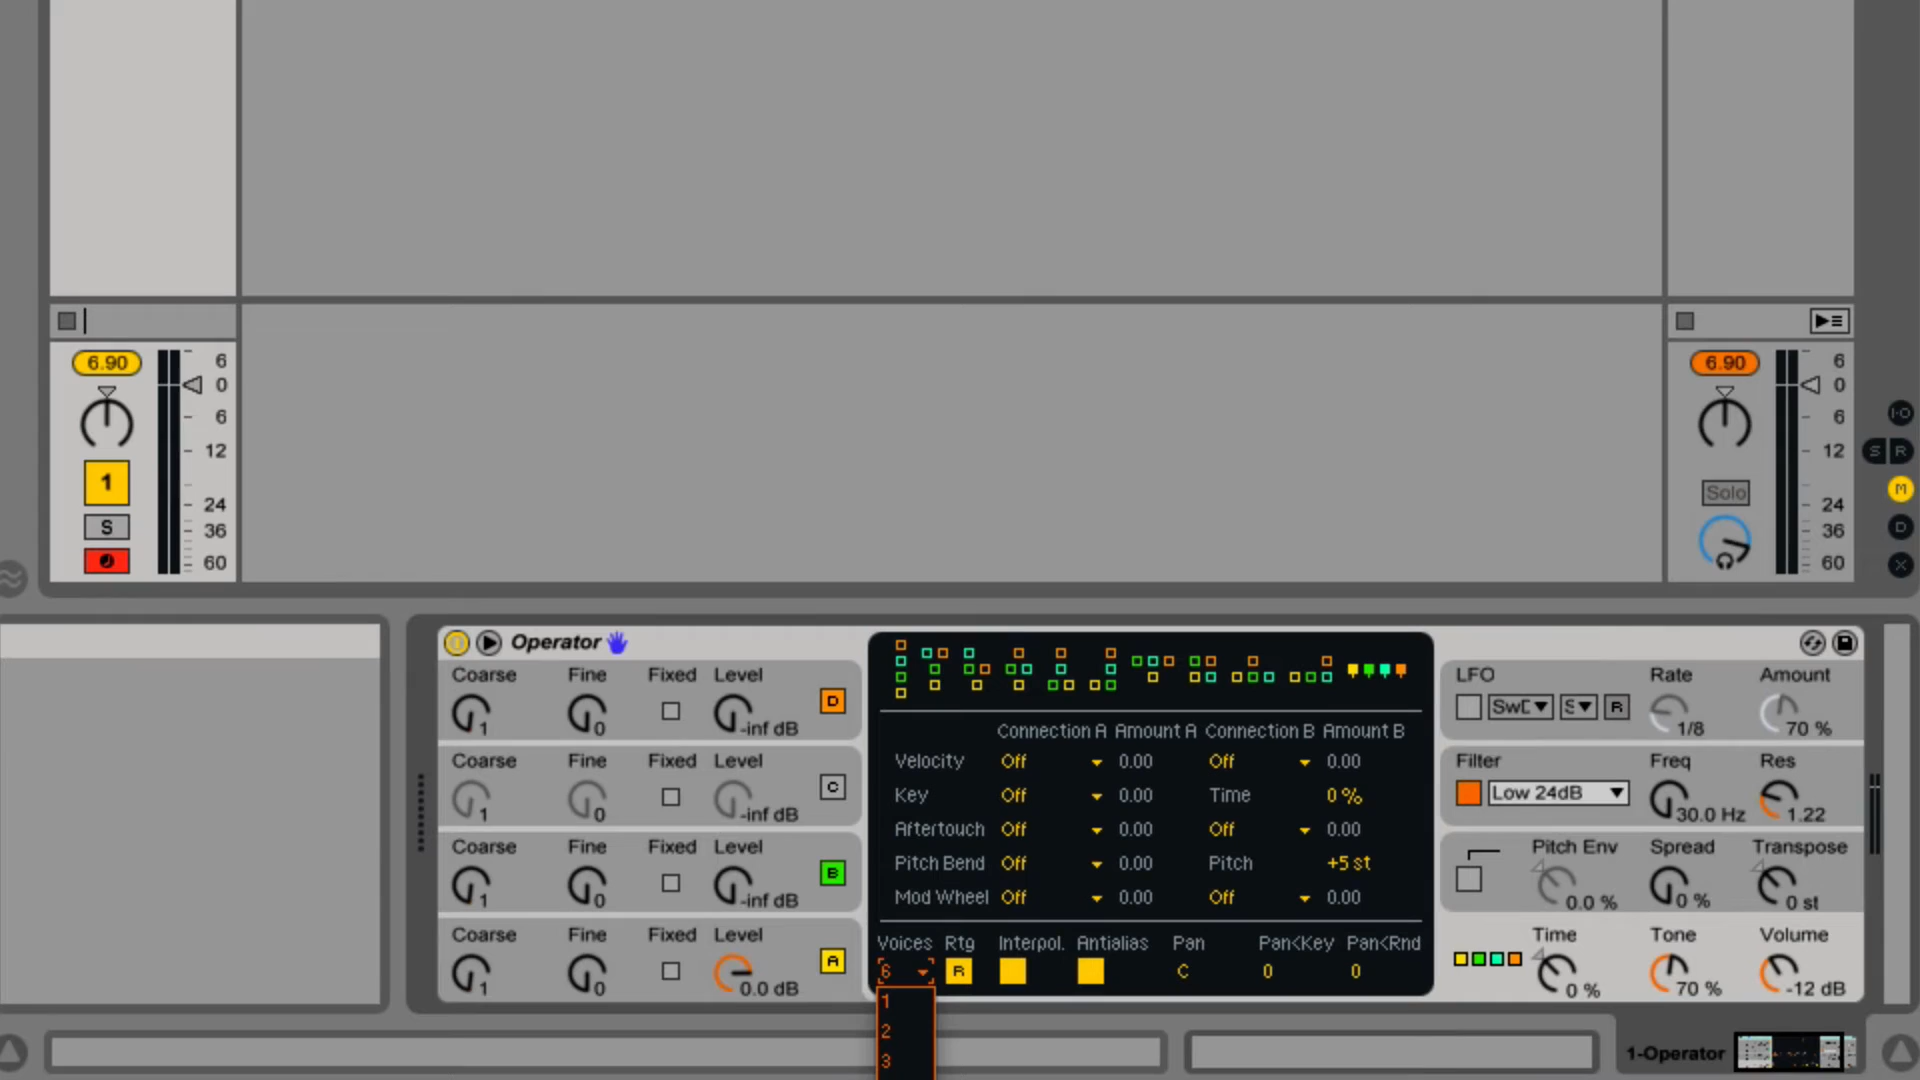 6.90
6
0
6
12
24
36
60
1
S
6.90
6
0
6
12
24
36
60
Solo
I·O
S R
M
D
X
Operator
Coarse Fine Fixed Level
1 0 -inf dB D
Coarse Fine Fixed Level
1 0 -inf dB C
Coarse Fine Fixed Level
1 0 -inf dB B
Coarse Fine Fixed Level
1 0 0.0 dB A
Connection A Amount A Connection B Amount B
Velocity Off 0.00 Off 0.00
Key Off 0.00 Time 0 %
Aftertouch Off 0.00 Off 0.00
Pitch Bend Off 0.00 Pitch +5 st
Mod Wheel Off 0.00 Off 0.00
Voices Rtg Interpol. Antialias Pan Pan<Key Pan<Rnd
6 R C 0 0
1
2
3
LFO Rate Amount
SwD S R 1/8 70 %
Filter Freq Res
Low 24dB 30.0 Hz 1.22
Pitch Env Spread Transpose
0.0 % 0 % 0 st
Time Tone Volume
0 % 70 % -12 dB
1-Operator